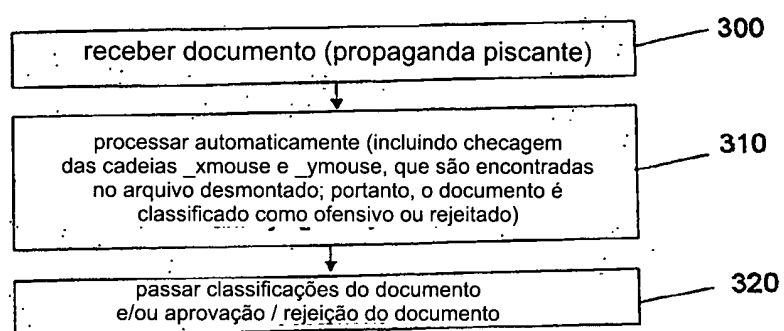 receber documento (propaganda piscante)
300
processar automaticamente (incluindo checagem
das cadeias _xmouse e _ymouse, que são encontradas
no arquivo desmontado; portanto, o documento é
classificado como ofensivo ou rejeitado)
310
passar classificações do documento
e/ou aprovação / rejeição do documento
320